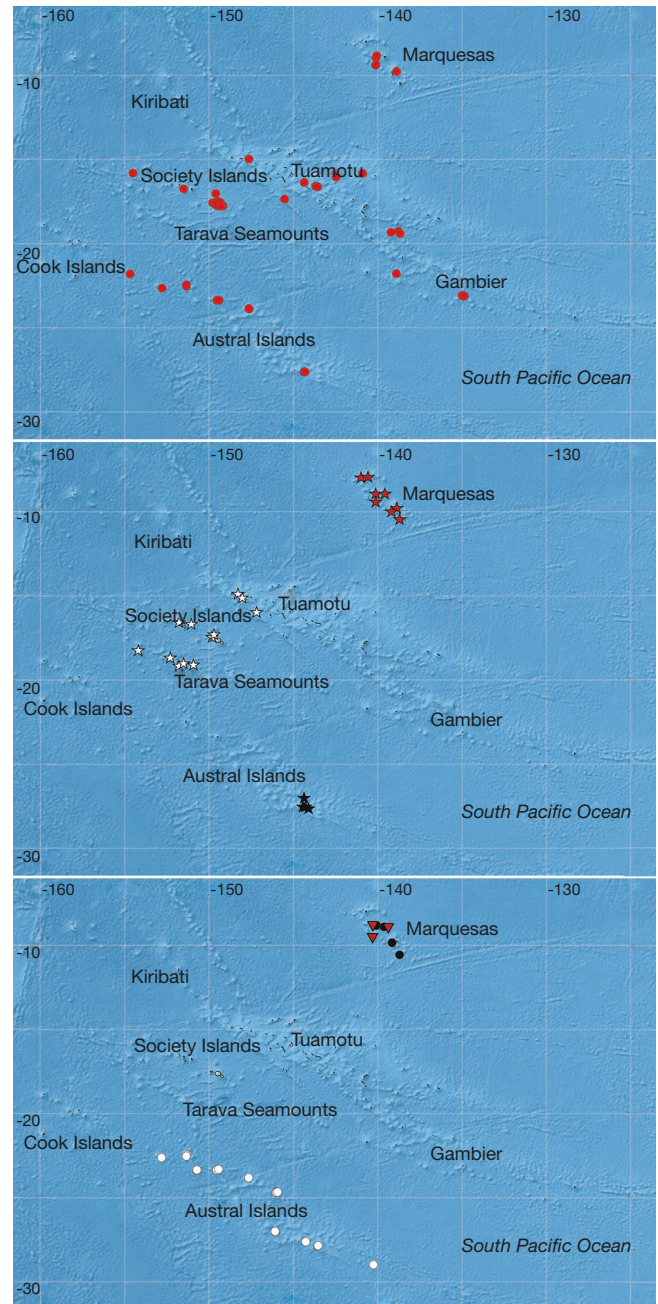 -160 -150 -140 -130
Marquesas
-10
Kiribati
Society Islands Tuamotu
Tarava Seamounts
-20
Cook Islands
Gambier
Austral Islands
South Pacific Ocean
-30
-160 -150 -140 -130
Marquesas
-10
Kiribati
Tuamotu
Society Islands
Tarava Seamounts
-20
Cook Islands
Gambier
Austral Islands
South Pacific Ocean
-30
-160 -150 -140 -130
Marquesas
-10
Kiribati
Society Islands Tuamotu
Tarava Seamounts
-20
Cook Islands
Gambier
Austral Islands
South Pacific Ocean
-30